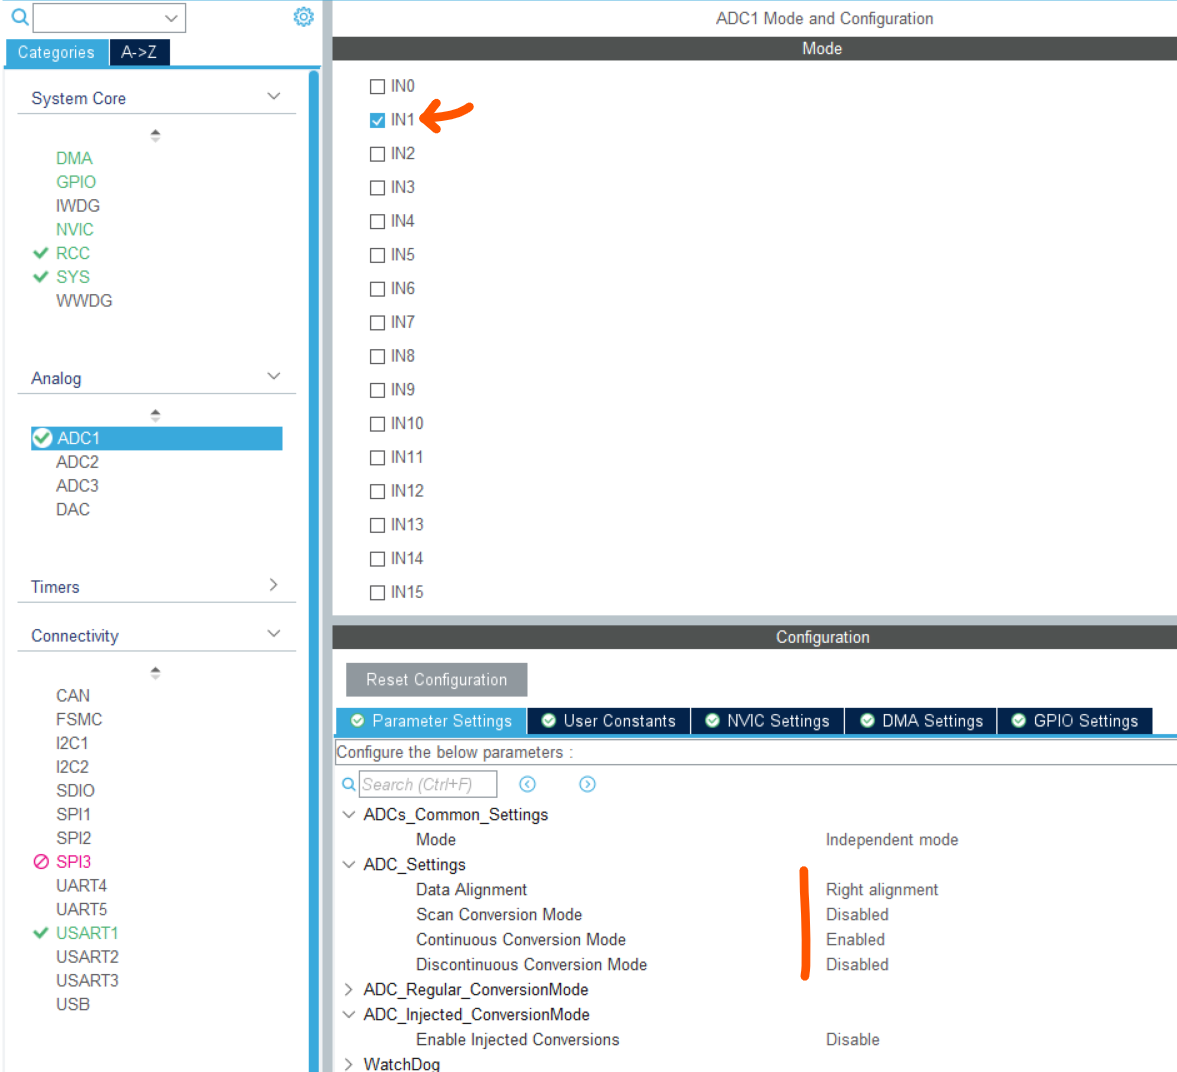 Categories
A->Z
System Core
DMA
GPIO
IWDG
NVIC
RCC
SYS
WWDG
Analog
ADC1
ADC2
ADC3
DAC
Timers
Connectivity
CAN
FSMC
I2C1
I2C2
SDIO
SPI1
SPI2
SPI3
UART4
UART5
USART1
USART2
USART3
USB
ADC1 Mode and Configuration
Mode
IN0
IN1
IN2
IN3
IN4
IN5
IN6
IN7
IN8
IN9
IN10
IN11
IN12
IN13
IN14
IN15
Configuration
Reset Configuration
Parameter Settings
User Constants
NVIC Settings
DMA Settings
GPIO Settings
Configure the below parameters :
Search (Ctrl+F)
ADCs_Common_Settings
Mode Independent mode
ADC_Settings
Data Alignment Right alignment
Scan Conversion Mode Disabled
Continuous Conversion Mode Enabled
Discontinuous Conversion Mode Disabled
ADC_Regular_ConversionMode
ADC_Injected_ConversionMode
Enable Injected Conversions Disable
WatchDog